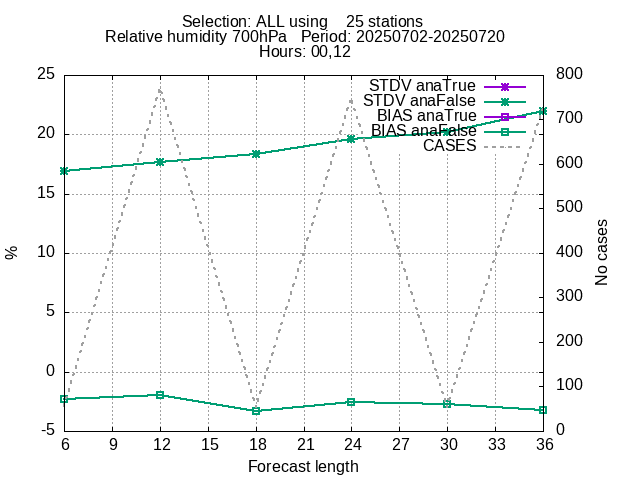 Selection: ALL using    25 stations
Relative humidity 700hPa   Period: 20250702-20250720
Hours: 00,12
STDV anaTrue
STDV anaFalse
BIAS anaTrue
BIAS anaFalse
CASES
25
20
15
10
5
0
-5
%
800
700
600
500
400
300
200
100
0
No cases
6 9 12 15 18 21 24 27 30 33 36
Forecast length